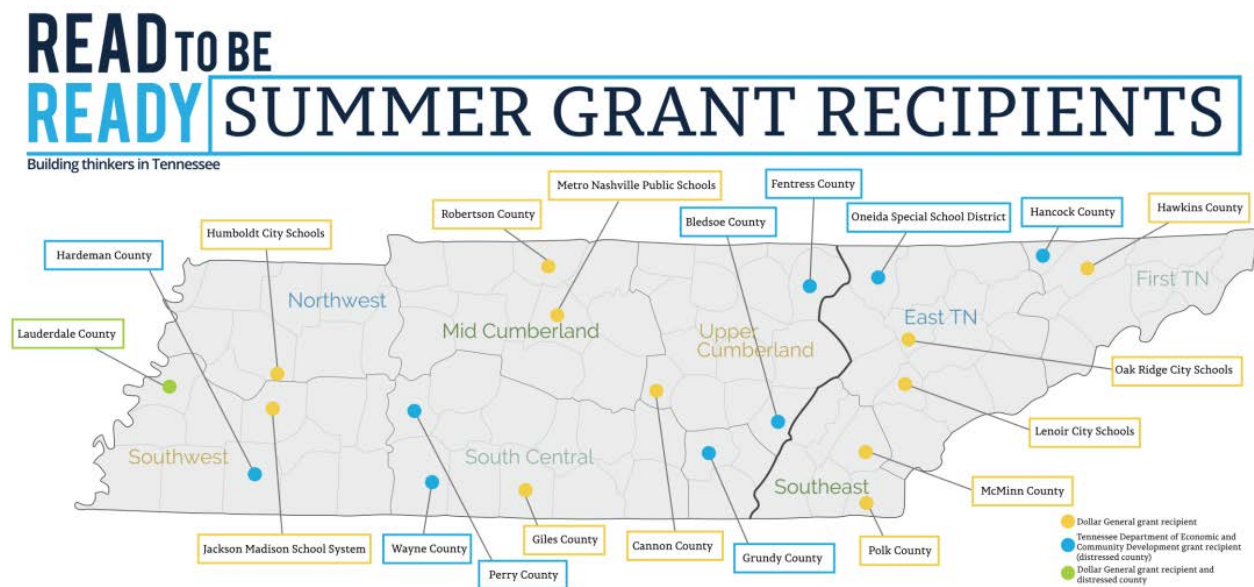 READ TO BE
READY
SUMMER GRANT RECIPIENTS
Building thinkers in Tennessee
Metro Nashville Public Schools
Fentress County
Robertson County
Bledsoe County
Oneida Special School District
Hancock County
Hawkins County
Humboldt City Schools
Hardeman County
Northwest
First TN
Lauderdale County
Mid Cumberland
Upper
Cumberland
East TN
Oak Ridge City Schools
Lenoir City Schools
Southwest
South Central
Southeast
McMinn County
Jackson Madison School System
Wayne County
Giles County
Cannon County
Grundy County
Polk County
Perry County
Dollar General grant recipient
Tennessee Department of Economic and
Community Development grant recipient
(distressed county)
Dollar General grant recipient and
distressed county